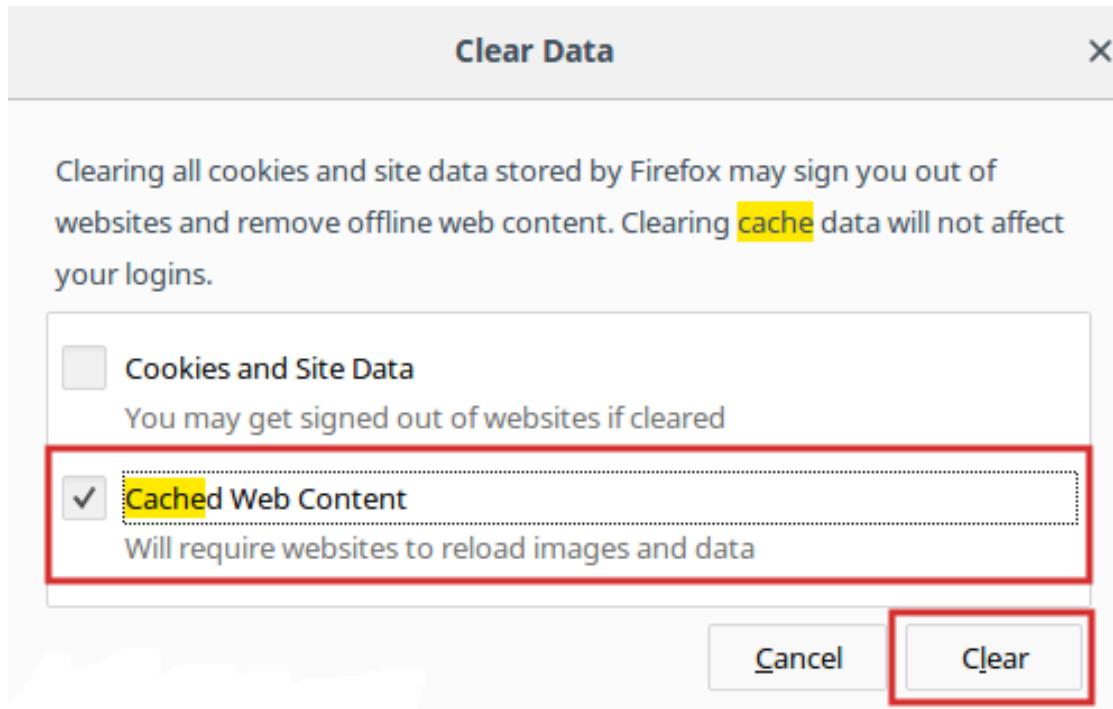 Clear Data
Clearing all cookies and site data stored by Firefox may sign you out of
websites and remove offline web content. Clearing cache data will not affect
your logins.
Cookies and Site Data
You may get signed out of websites if cleared
Cached Web Content
Will require websites to reload images and data
Cancel
Clear